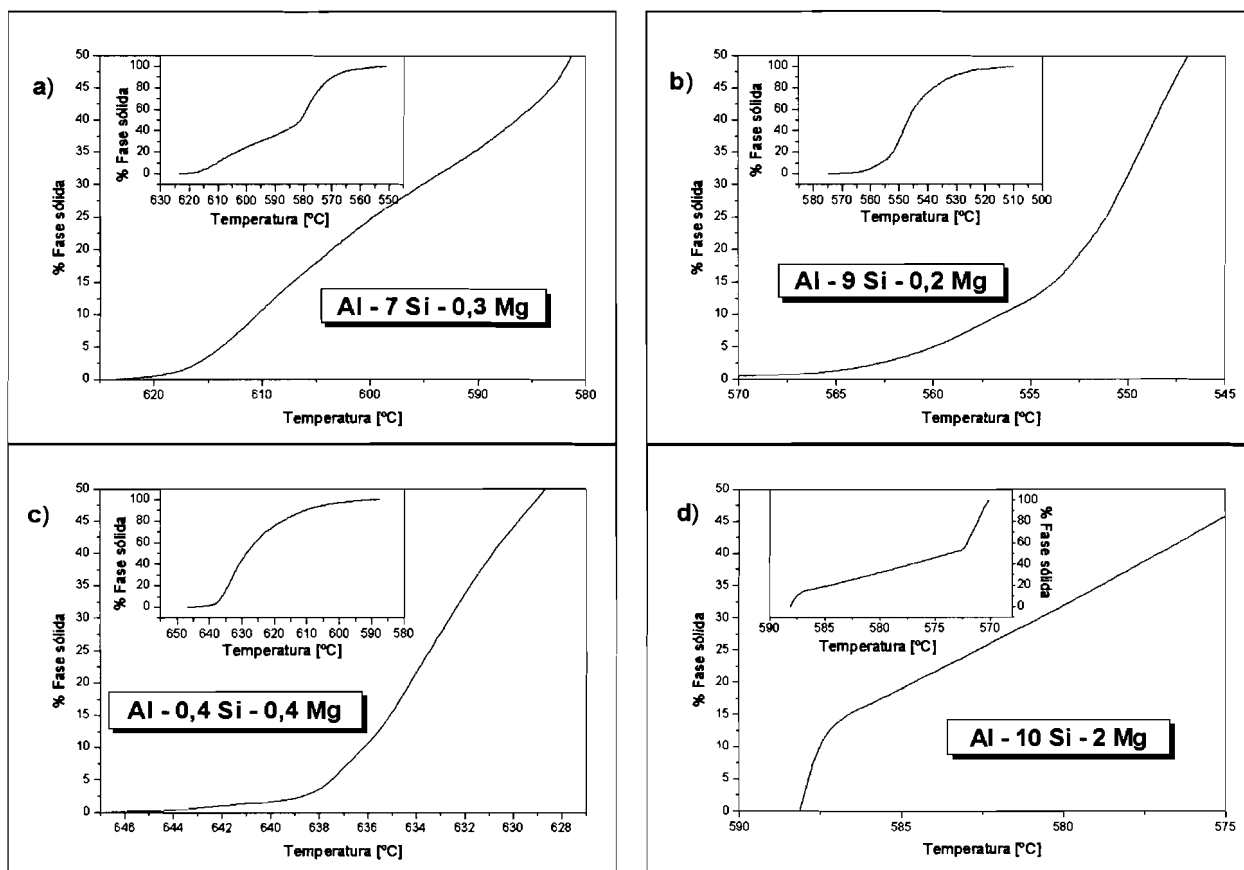 a)
50
45
40
35
30
25
20
15
10
5
0
% Fase sólida
620 610 600 590 580
Temperatura [ºC]
100
80
60
40
20
0
% Fase sólida
630 620 610 600 590 580 570 560 550
Temperatura [ºC]
Al - 7 Si - 0,3 Mg
b)
50
45
40
35
30
25
20
15
10
5
0
% Fase sólida
570 565 560 555 550 545
Temperatura [ºC]
100
80
60
40
20
0
% Fase sólida
580 570 560 550 540 530 520 510 500
Temperatura [ºC]
Al - 9 Si - 0,2 Mg
c)
50
45
40
35
30
25
20
15
10
5
0
% Fase sólida
646 644 642 640 638 636 634 632 630 628
Temperatura [ºC]
100
80
60
40
20
0
% Fase sólida
650 640 630 620 610 600 590 580
Temperatura [ºC]
Al - 0,4 Si - 0,4 Mg
d)
50
45
40
35
30
25
20
15
10
5
0
% Fase sólida
590 585 580 575
Temperatura [ºC]
100
80
60
40
20
0
% Fase sólida
590 585 580 575 570
Temperatura [ºC]
Al - 10 Si - 2 Mg